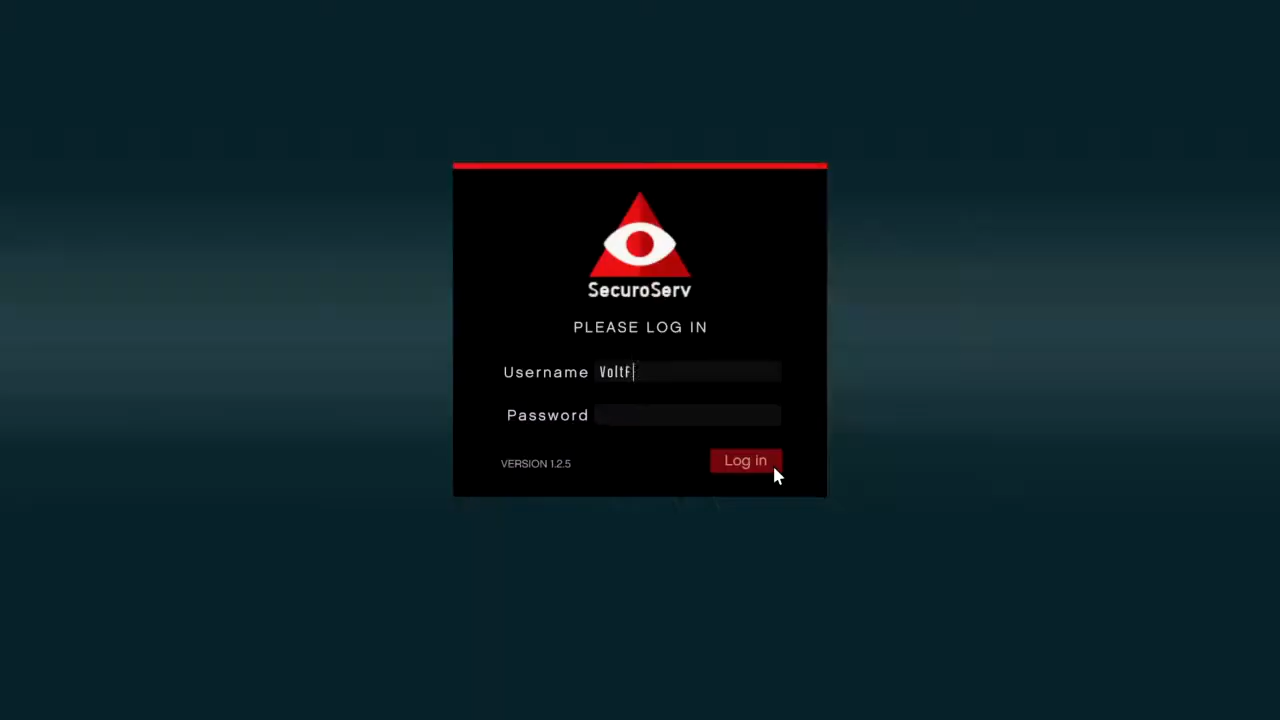 SecuroServ
PLEASE LOG IN
Username VoltF
Password
VERSION 1.2.5 Log in